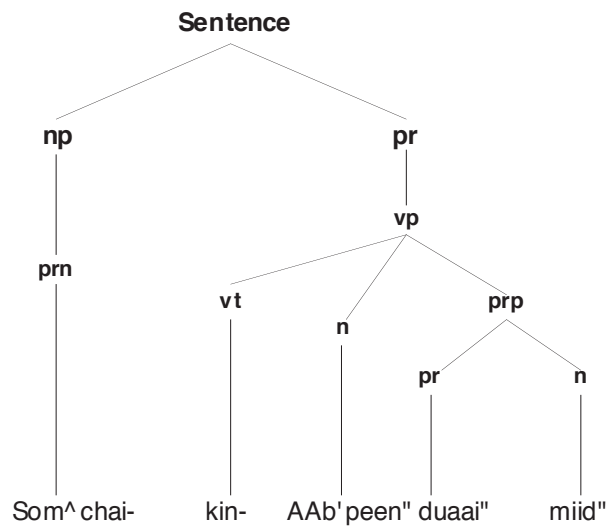 Sentence
np pr
vp
prn
vt n prp
pr n
Som^ chai- kin- AAb'peen" duaai" miid"